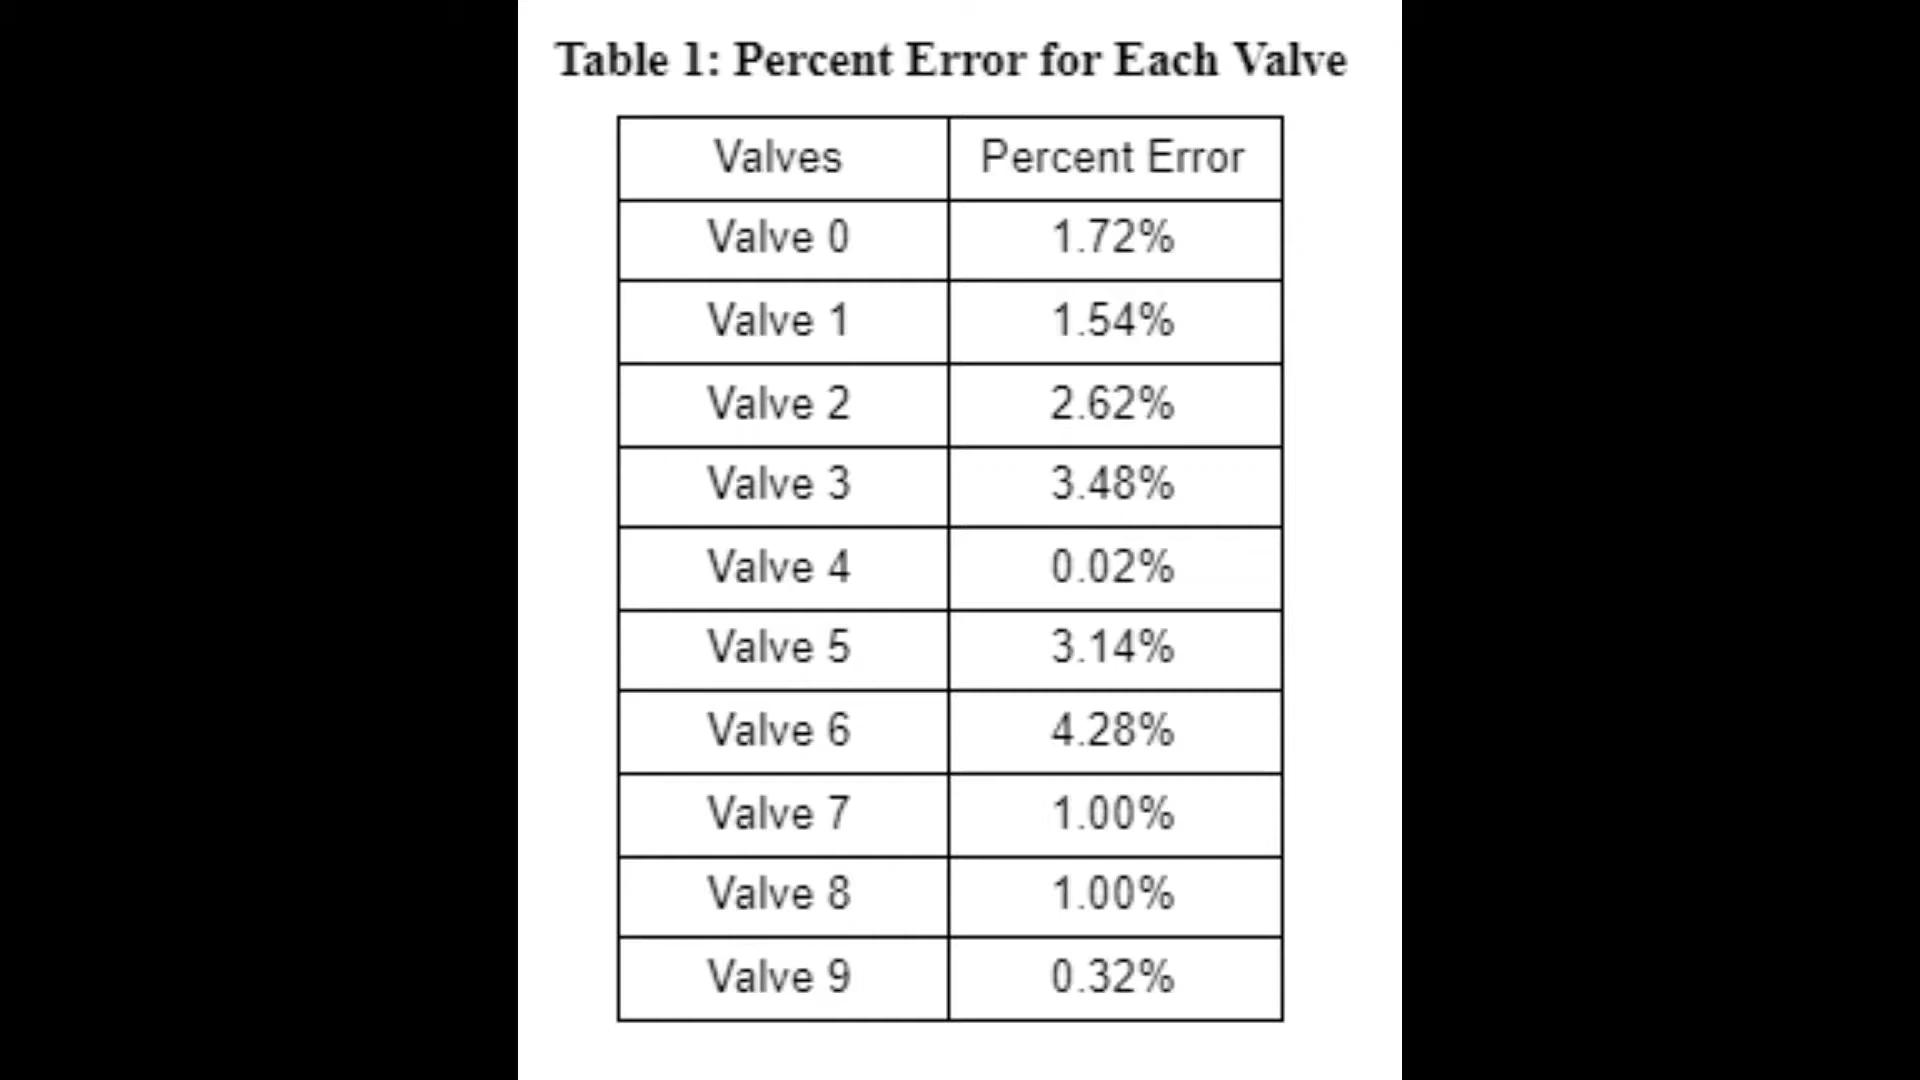 Table 1: Percent Error for Each Valve
Valves Percent Error
Valve 0 1.72%
Valve 1 1.54%
Valve 2 2.62%
Valve 3 3.48%
Valve 4 0.02%
Valve 5 3.14%
Valve 6 4.28%
Valve 7 1.00%
Valve 8 1.00%
Valve 9 0.32%